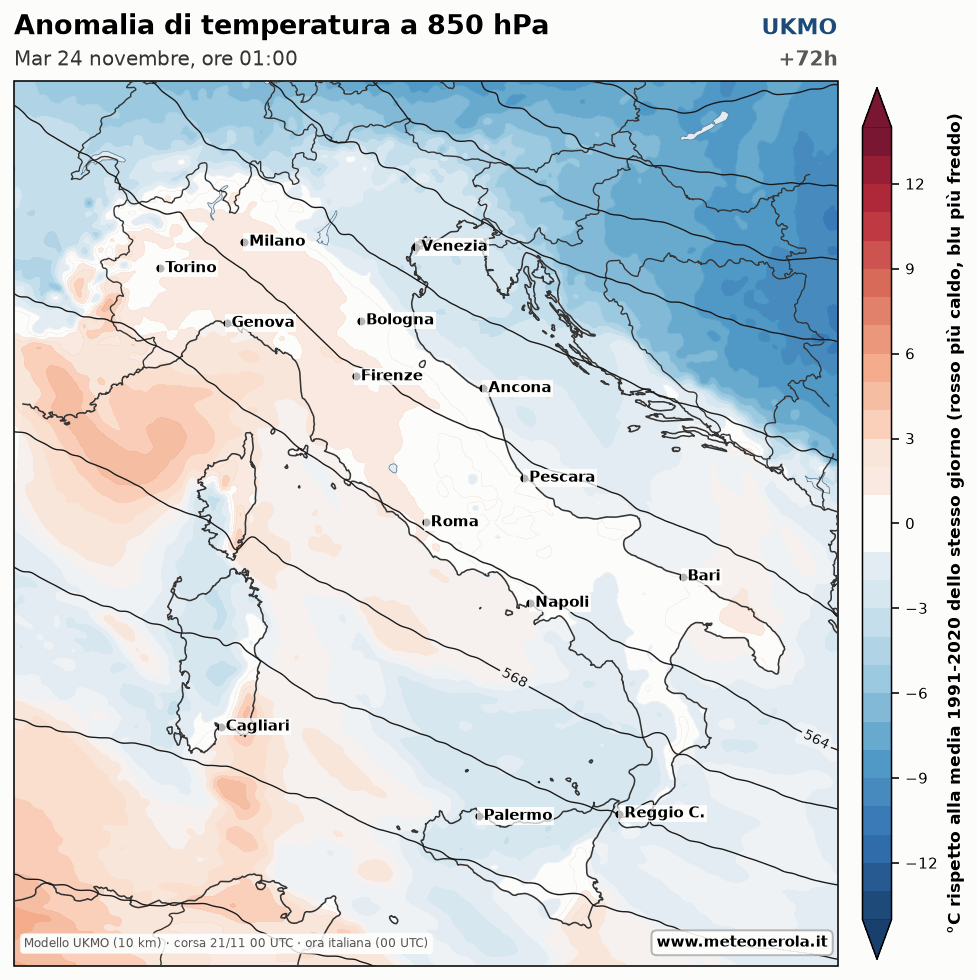 Anomalia di temperatura a 850 hPa
UKMO
Mar 24 novembre, ore 01:00
+72h
Milano
Venezia
Torino
Genova
Bologna
Firenze
Ancona
Pescara
Roma
Bari
Napoli
568
Cagliari
564
Palermo
Reggio C.
Modello UKMO (10 km) · corsa 21/11 00 UTC · ora italiana (00 UTC)
www.meteonerola.it
12
9
6
3
0
−3
−6
−9
−12
°C rispetto alla media 1991-2020 dello stesso giorno (rosso più caldo, blu più freddo)